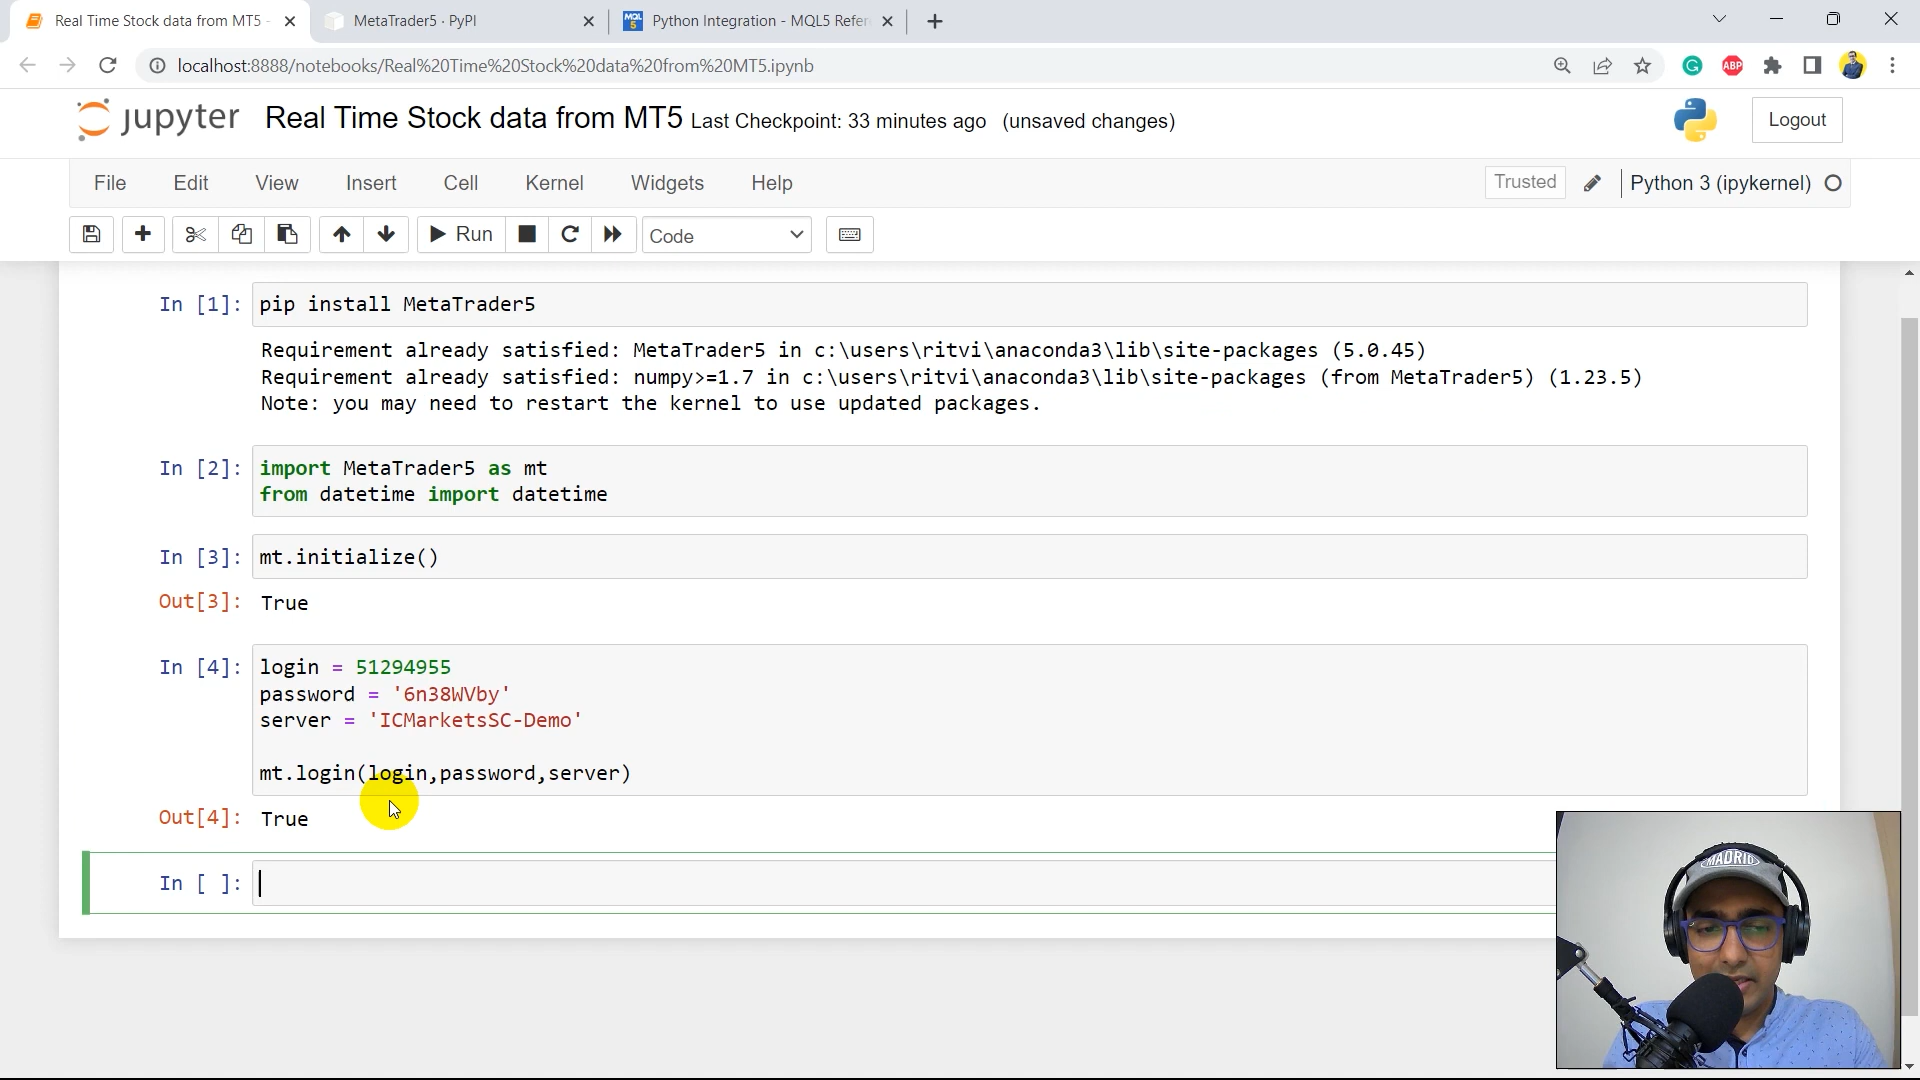 Real Time Stock data from MT5 -
MetaTrader5 · PyPI
Python Integration - MQL5 Refer
localhost:8888/notebooks/Real%20Time%20Stock%20data%20from%20MT5.ipynb
ABP
jupyter Real Time Stock data from MT5 Last Checkpoint: 33 minutes ago (unsaved changes)
Logout
File Edit View Insert Cell Kernel Widgets Help
Trusted Python 3 (ipykernel)
Run Code
In [1]: pip install MetaTrader5
Requirement already satisfied: MetaTrader5 in c:\users\ritvi\anaconda3\lib\site-packages (5.0.45)
Requirement already satisfied: numpy>=1.7 in c:\users\ritvi\anaconda3\lib\site-packages (from MetaTrader5) (1.23.5)
Note: you may need to restart the kernel to use updated packages.
In [2]: import MetaTrader5 as mt
from datetime import datetime
In [3]: mt.initialize()
Out[3]: True
In [4]: login = 51294955
password = '6n38WVby'
server = 'ICMarketsSC-Demo'
mt.login(login,password,server)
Out[4]: True
In [ ]:
MADRID